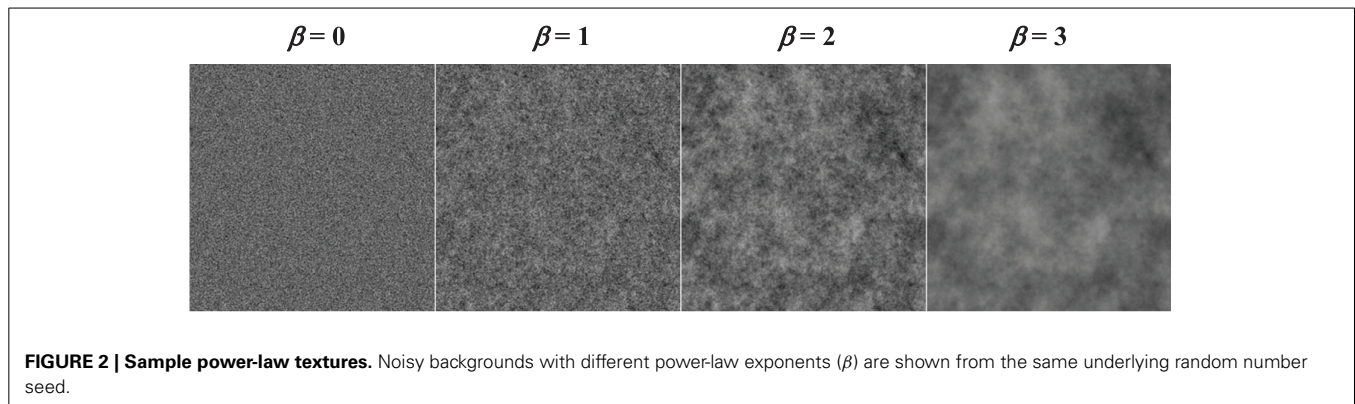 β = 0 β = 1 β = 2 β = 3
FIGURE 2 | Sample power-law textures. Noisy backgrounds with different power-law exponents (β) are shown from the same underlying random number
seed.